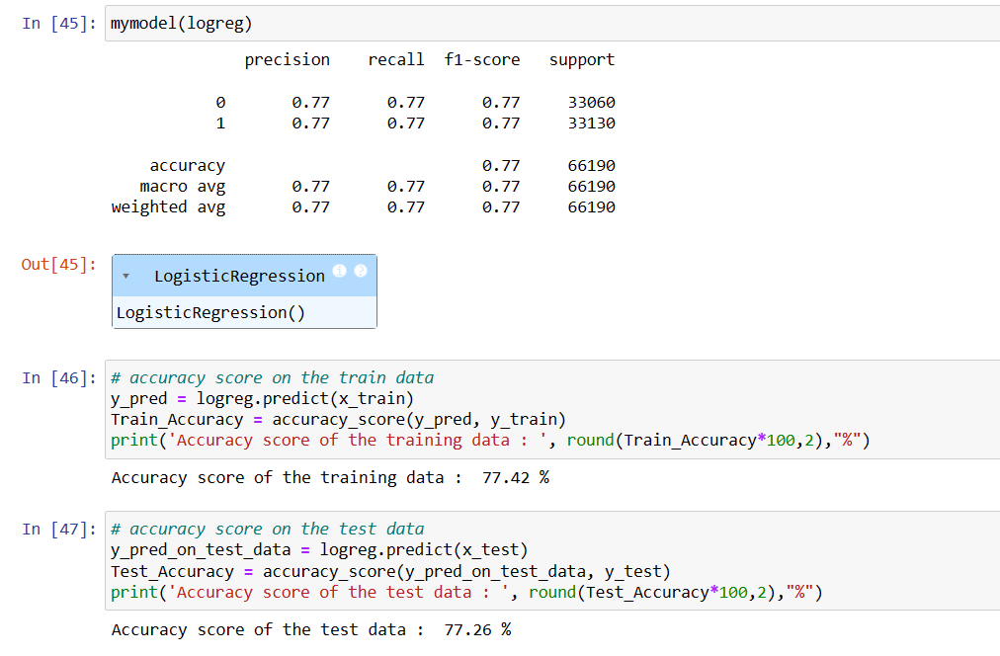 In [45]: mymodel(logreg)
precision recall f1-score support
0 0.77 0.77 0.77 33060
1 0.77 0.77 0.77 33130
accuracy 0.77 66190
macro avg 0.77 0.77 0.77 66190
weighted avg 0.77 0.77 0.77 66190
Out[45]:
LogisticRegression i ?
LogisticRegression()
In [46]: # accuracy score on the train data
y_pred = logreg.predict(x_train)
Train_Accuracy = accuracy_score(y_pred, y_train)
print('Accuracy score of the training data : ', round(Train_Accuracy*100,2),"%")
Accuracy score of the training data :  77.42 %
In [47]: # accuracy score on the test data
y_pred_on_test_data = logreg.predict(x_test)
Test_Accuracy = accuracy_score(y_pred_on_test_data, y_test)
print('Accuracy score of the test data : ', round(Test_Accuracy*100,2),"%")
Accuracy score of the test data :  77.26 %